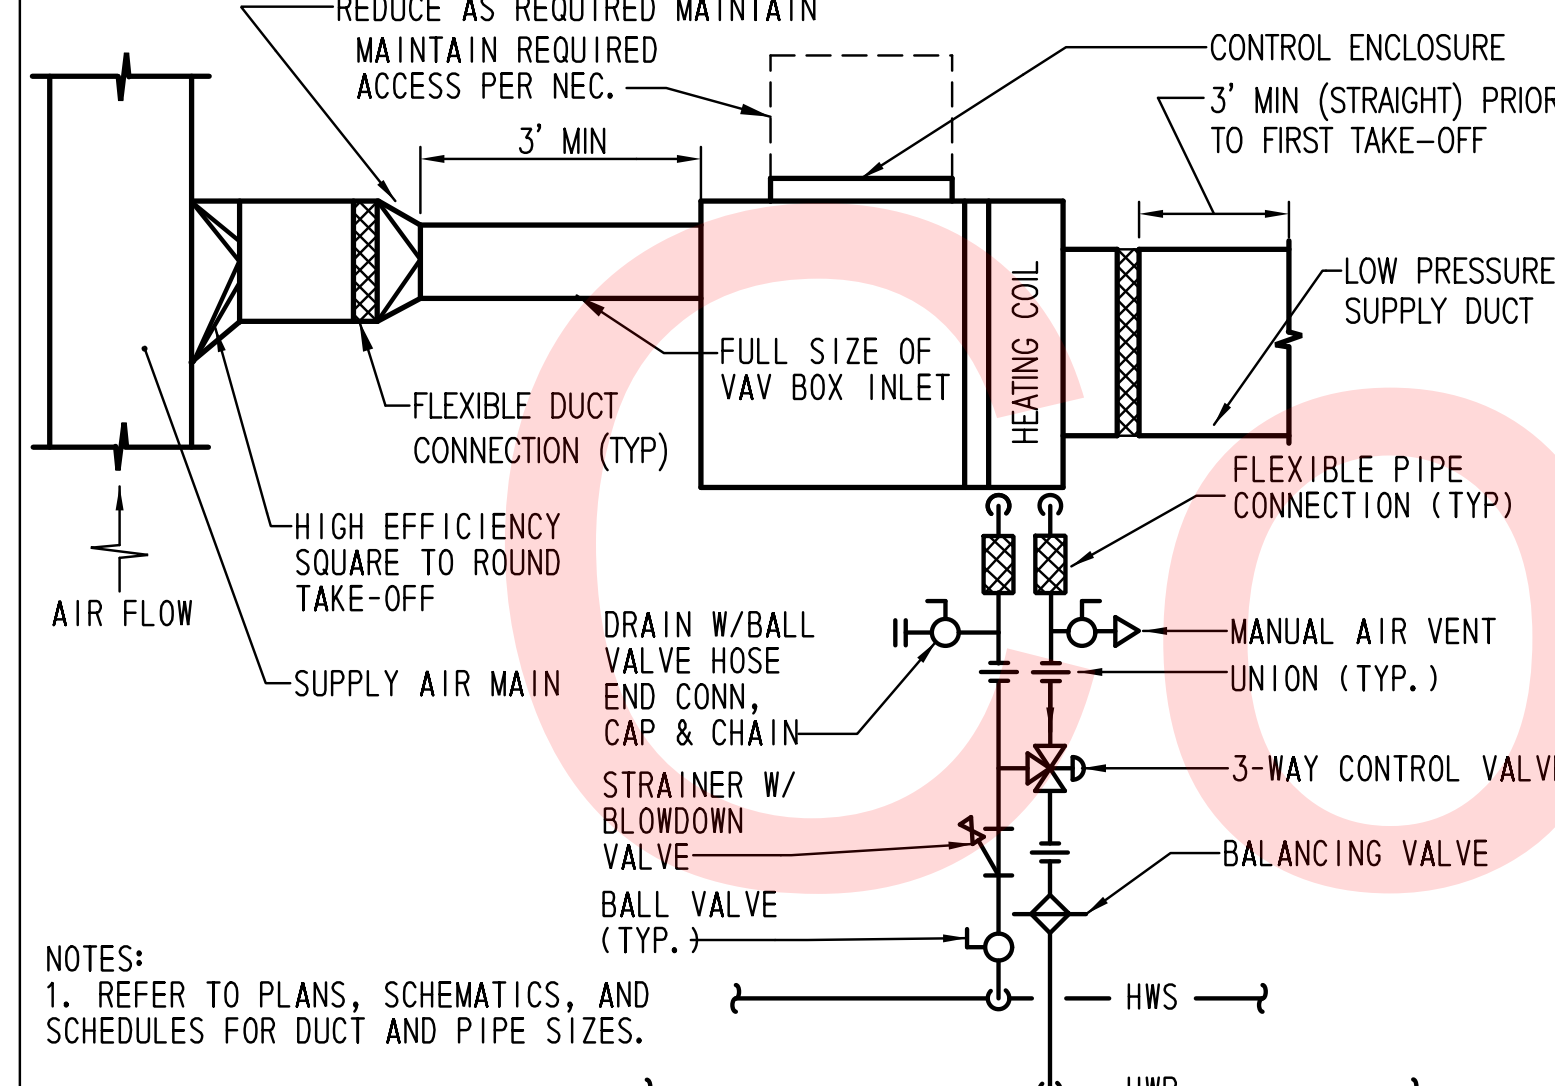 REDUCE AS REQUIRED MAINTAIN
MAINTAIN REQUIRED
ACCESS PER NEC.
3' MIN
CONTROL ENCLOSURE
3' MIN (STRAIGHT) PRIOR
TO FIRST TAKE-OFF
HEATING COIL
LOW PRESSURE
SUPPLY DUCT
FULL SIZE OF
VAV BOX INLET
FLEXIBLE DUCT
CONNECTION (TYP)
FLEXIBLE PIPE
CONNECTION (TYP)
HIGH EFFICIENCY
SQUARE TO ROUND
TAKE-OFF
AIR FLOW
SUPPLY AIR MAIN
DRAIN W/BALL
VALVE HOSE
END CONN,
CAP & CHAIN
MANUAL AIR VENT
UNION (TYP.)
3-WAY CONTROL VALVE
STRAINER W/
BLOWDOWN
VALVE
BALANCING VALVE
BALL VALVE
(TYP.)
NOTES:
1. REFER TO PLANS, SCHEMATICS, AND
SCHEDULES FOR DUCT AND PIPE SIZES.
HWS
HWR
Co